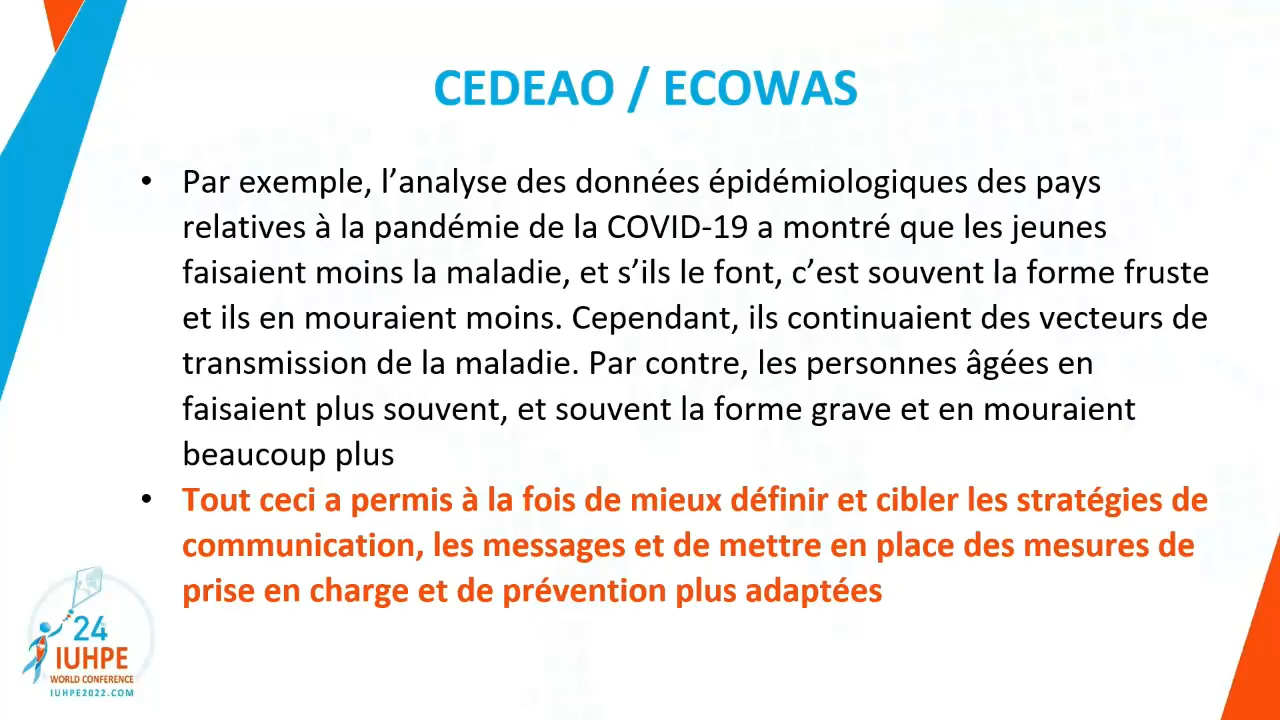 CEDEAO / ECOWAS
• Par exemple, l’analyse des données épidémiologiques des pays
relatives à la pandémie de la COVID-19 a montré que les jeunes
faisaient moins la maladie, et s’ils le font, c’est souvent la forme fruste
et ils en mouraient moins. Cependant, ils continuaient des vecteurs de
transmission de la maladie. Par contre, les personnes âgées en
faisaient plus souvent, et souvent la forme grave et en mouraient
beaucoup plus
• Tout ceci a permis à la fois de mieux définir et cibler les stratégies de
communication, les messages et de mettre en place des mesures de
prise en charge et de prévention plus adaptées
24
IUHPE
WORLD CONFERENCE
IUHPE2022.COM